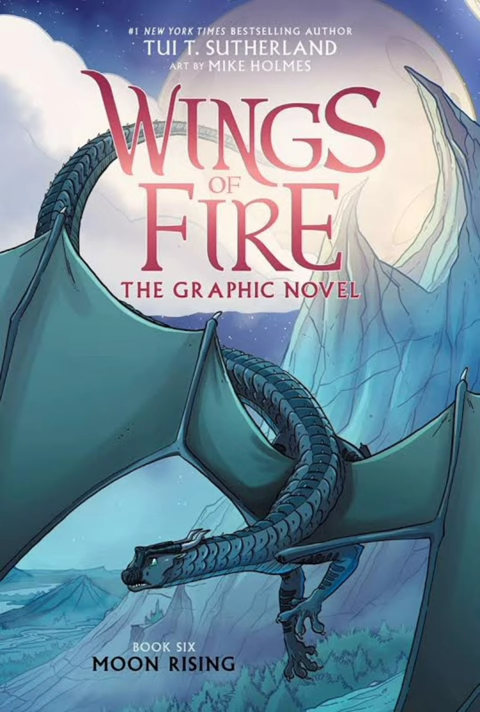 #1 NEW YORK TIMES BESTSELLING AUTHOR
TUI T. SUTHERLAND
ART BY MIKE HOLMES
WINGS
OF
FIRE
THE GRAPHIC NOVEL
BOOK SIX
MOON RISING